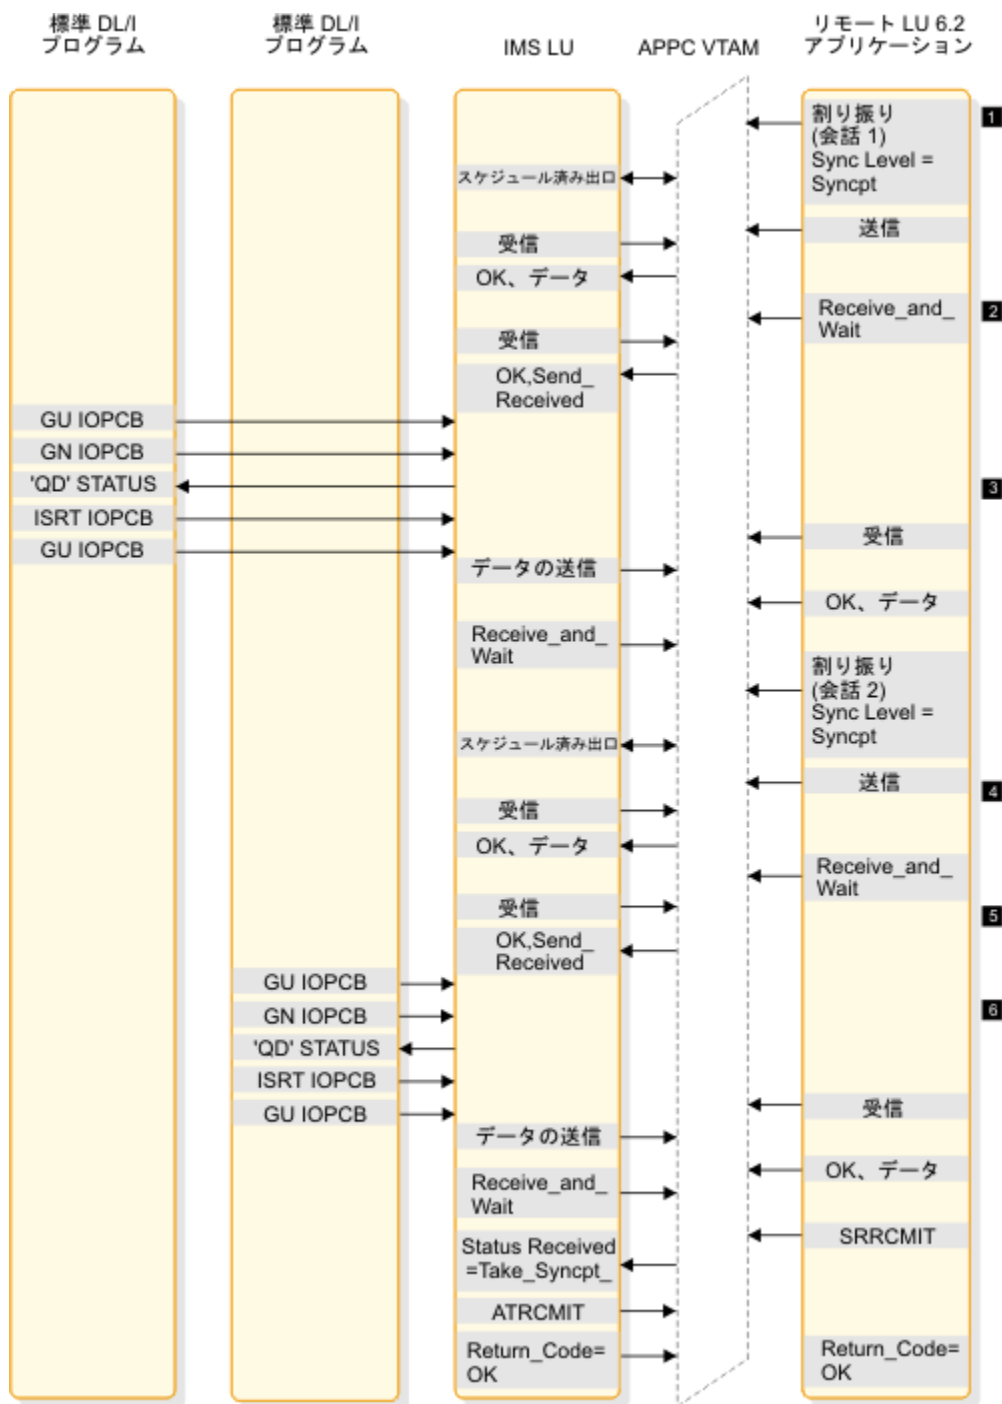 標準 DL/I
プログラム
標準 DL/I
プログラム
IMS LU
APPC VTAM
リモート LU 6.2
アプリケーション
割り振り
(会話 1)
Sync Level =
Syncpt
1
スケジュール済み出口
送信
受信
OK、データ
Receive_and_
Wait
2
受信
OK,Send_
Received
GU IOPCB
GN IOPCB
'QD' STATUS
3
ISRT IOPCB
GU IOPCB
受信
データの送信
OK、データ
Receive_and_
Wait
割り振り
(会話 2)
Sync Level =
Syncpt
スケジュール済み出口
送信
4
受信
OK、データ
Receive_and_
Wait
受信
5
OK,Send_
Received
GU IOPCB
GN IOPCB
6
'QD' STATUS
ISRT IOPCB
GU IOPCB
受信
データの送信
OK、データ
Receive_and_
Wait
SRRCMIT
Status Received
=Take_Syncpt_
ATRCMIT
Return_Code=
OK
Return_Code=
OK